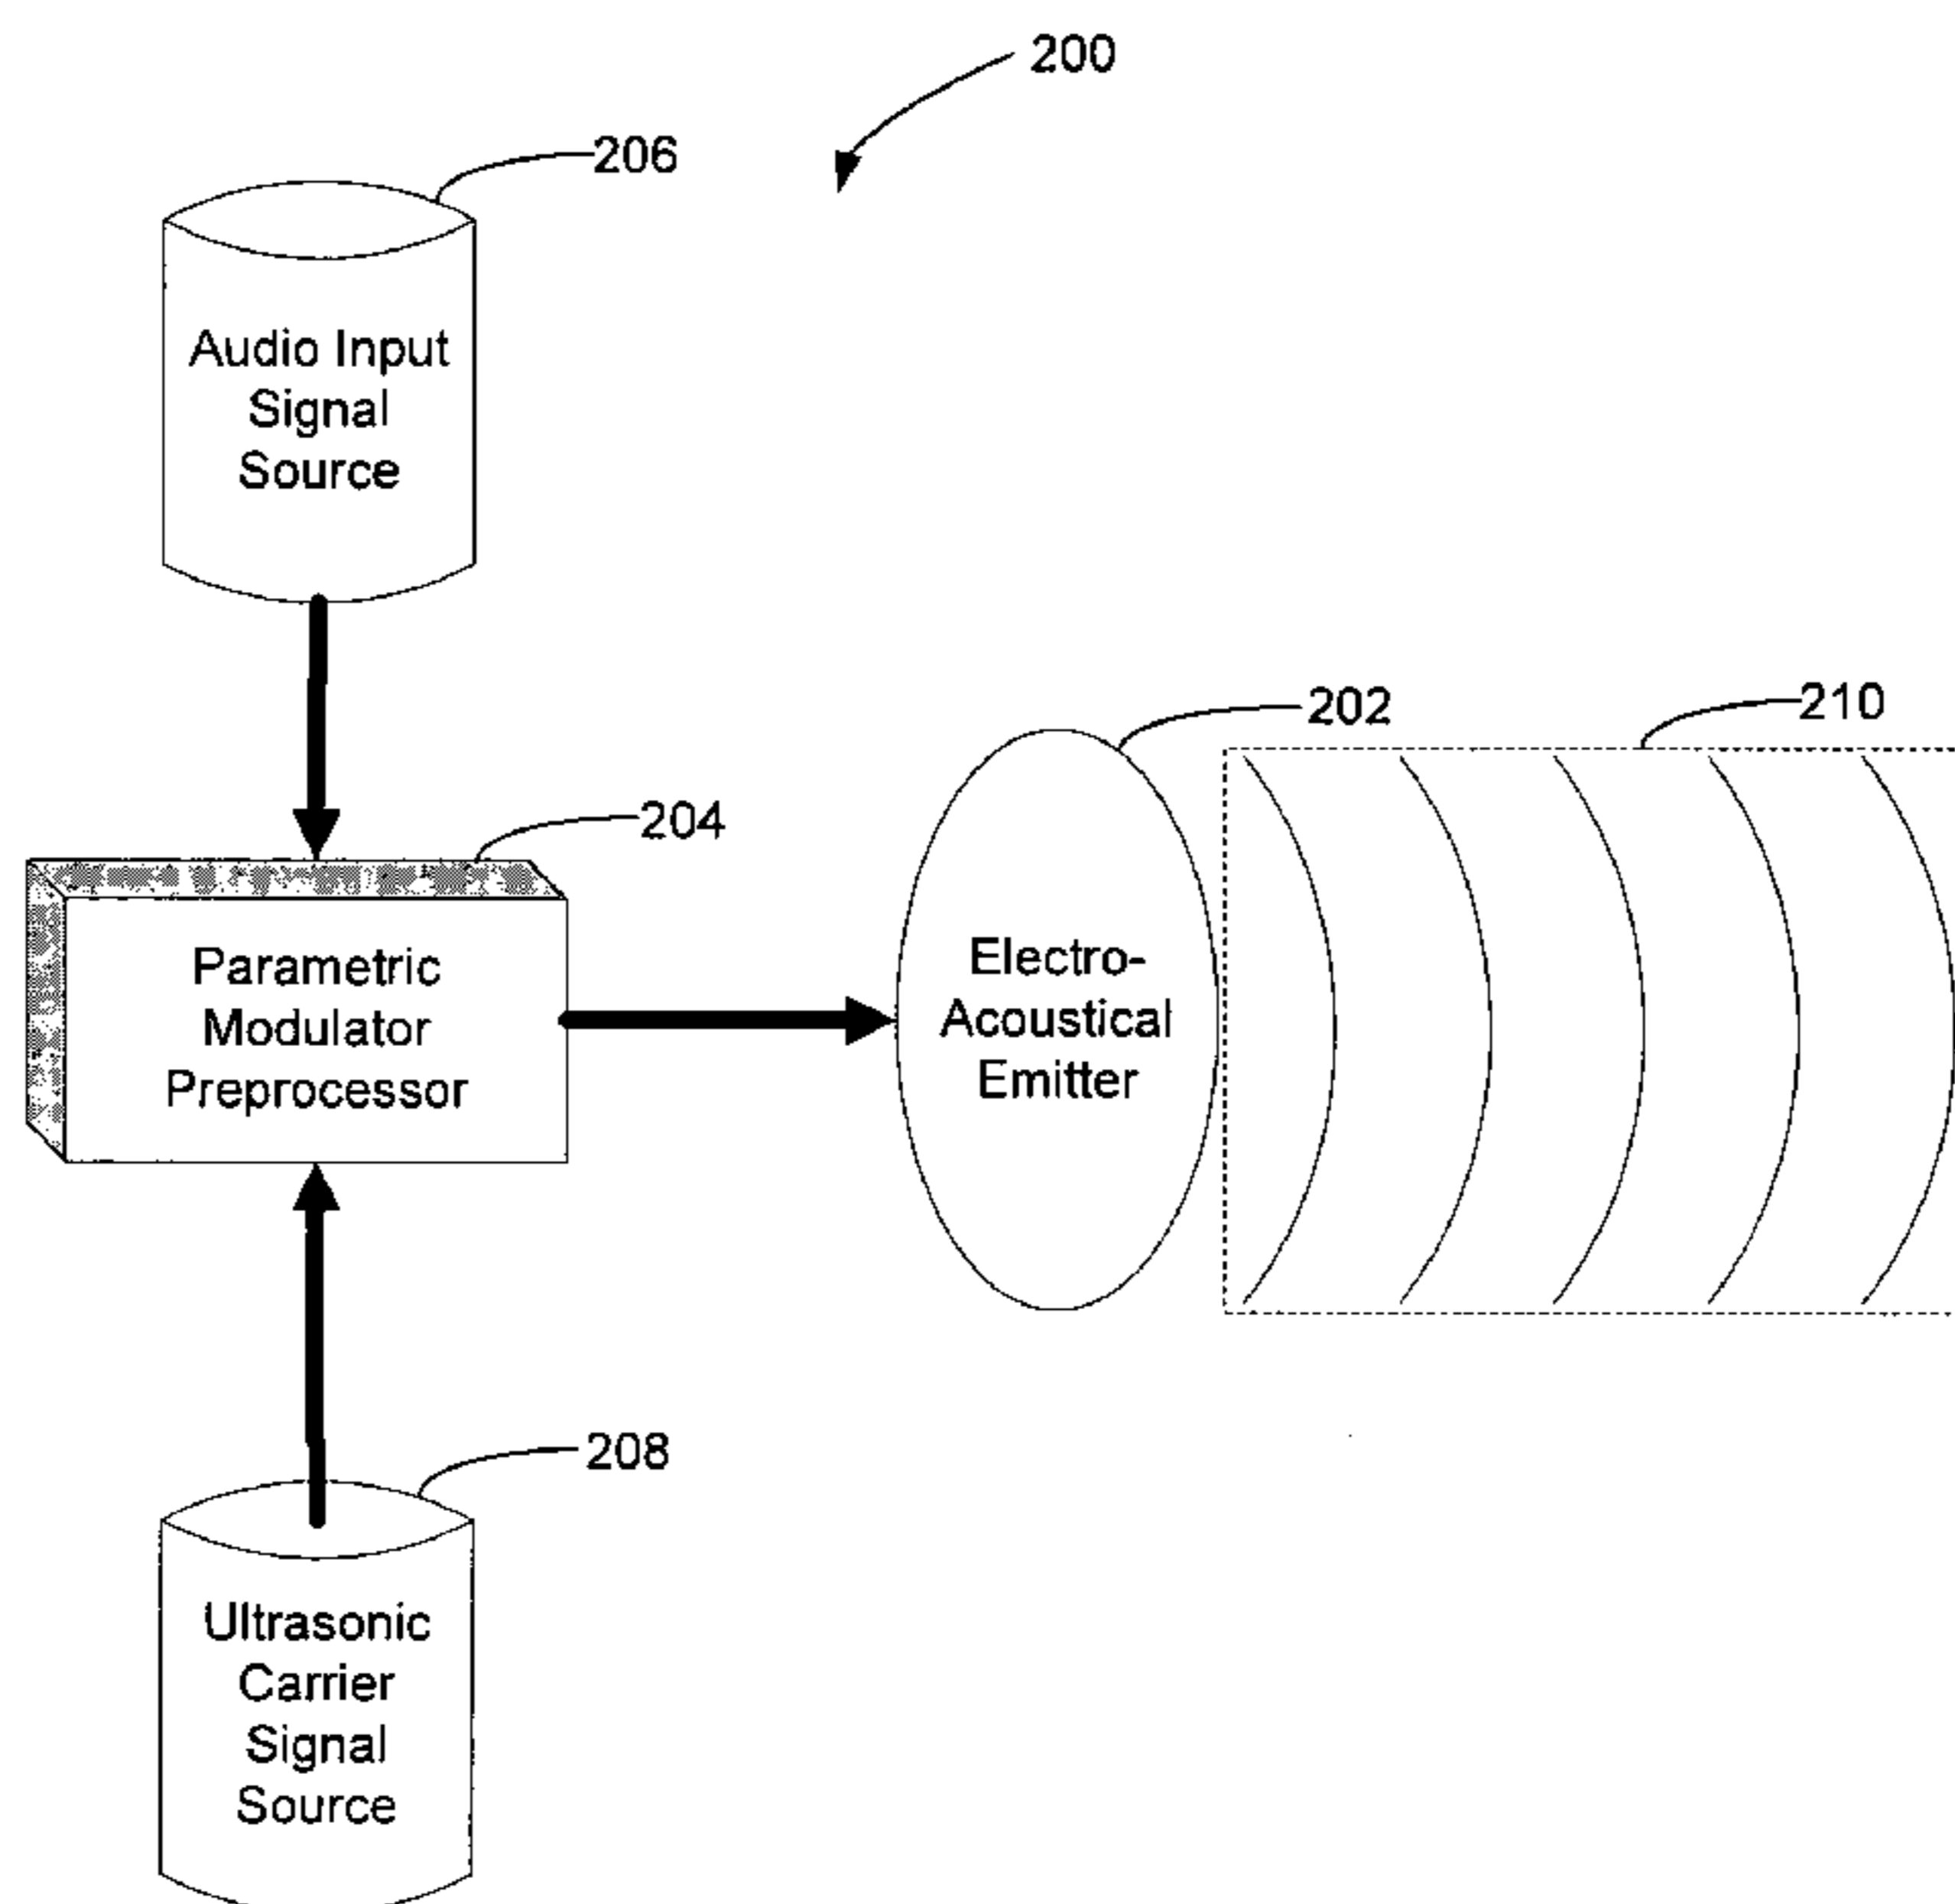 200
206
Audio Input
Signal
Source
202
210
204
Parametric
Modulator
Preprocessor
Electro-
Acoustical
Emitter
208
Ultrasonic
Carrier
Signal
Source